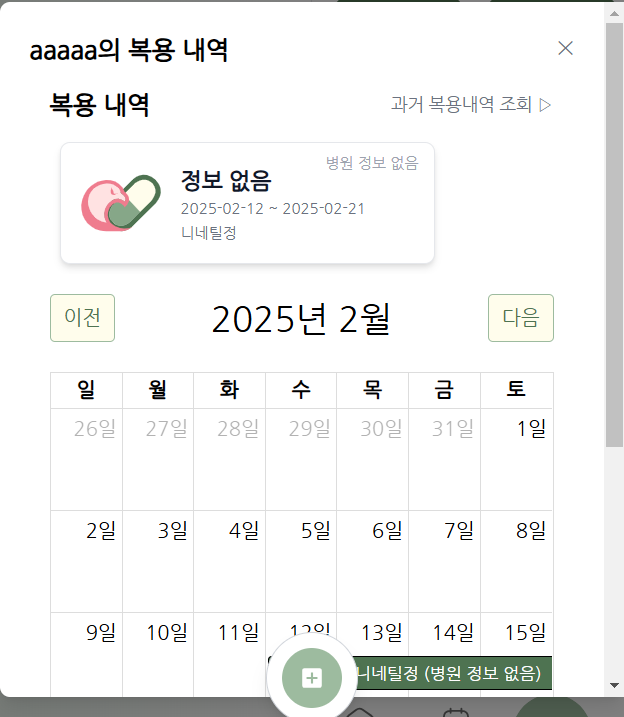 aaaaa의 복용 내역
복용 내역 과거 복용내역 조회 ▷
병원 정보 없음
정보 없음
2025-02-12 ~ 2025-02-21
니네틸정
이전 2025년 2월 다음
일 월 화 수 목 금 토
26일 27일 28일 29일 30일 31일 1일
2일 3일 4일 5일 6일 7일 8일
9일 10일 11일 12일 13일 14일 15일
니네틸정 (병원 정보 없음)